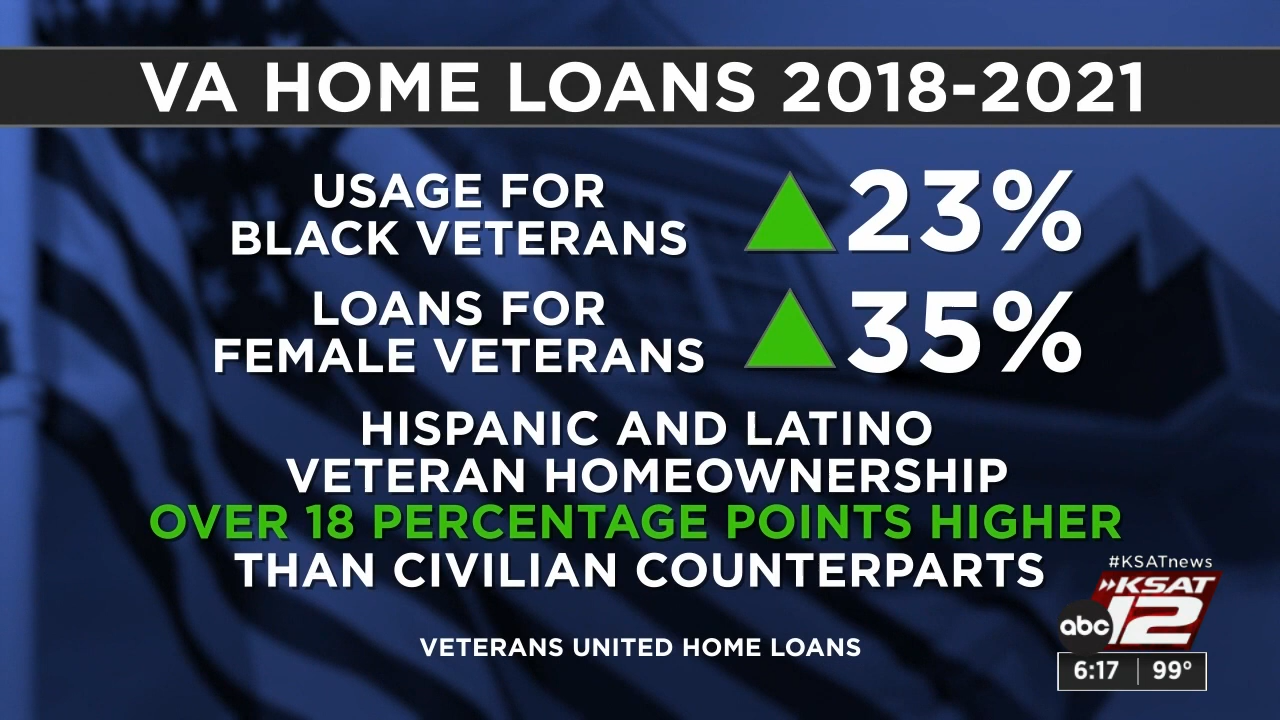 VA HOME LOANS 2018-2021
USAGE FOR
BLACK VETERANS
23%
LOANS FOR
FEMALE VETERANS
35%
HISPANIC AND LATINO
VETERAN HOMEOWNERSHIP
OVER 18 PERCENTAGE POINTS HIGHER
THAN CIVILIAN COUNTERPARTS
VETERANS UNITED HOME LOANS
#KSATnews
KSAT
abc 12
6:17 99°